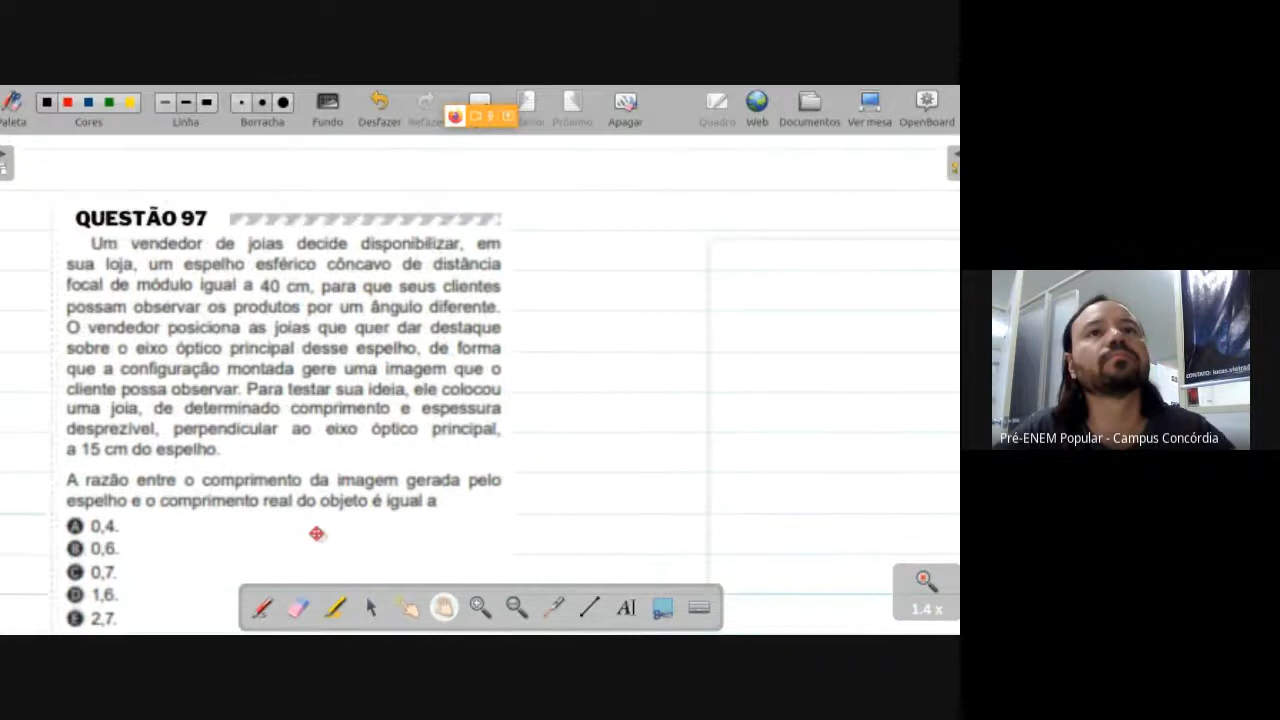 Paleta
Cores
Linha
Borracha
Fundo
Desfazer
Apagar
Quadro
Web
Documentos
Ver mesa
OpenBoard
QUESTÃO 97
Um vendedor de joias decide disponibilizar, em
sua loja, um espelho esférico côncavo de distância
focal de módulo igual a 40 cm, para que seus clientes
possam observar os produtos por um ângulo diferente.
O vendedor posiciona as joias que quer dar destaque
sobre o eixo óptico principal desse espelho, de forma
que a configuração montada gere uma imagem que o
cliente possa observar. Para testar sua ideia, ele colocou
uma joia, de determinado comprimento e espessura
desprezível, perpendicular ao eixo óptico principal,
a 15 cm do espelho.
A razão entre o comprimento da imagem gerada pelo
espelho e o comprimento real do objeto é igual a
A 0,4.
B 0,6.
C 0,7.
D 1,6.
E 2,7.
AI
1.4 x
Pré-ENEM Popular - Campus Concórdia